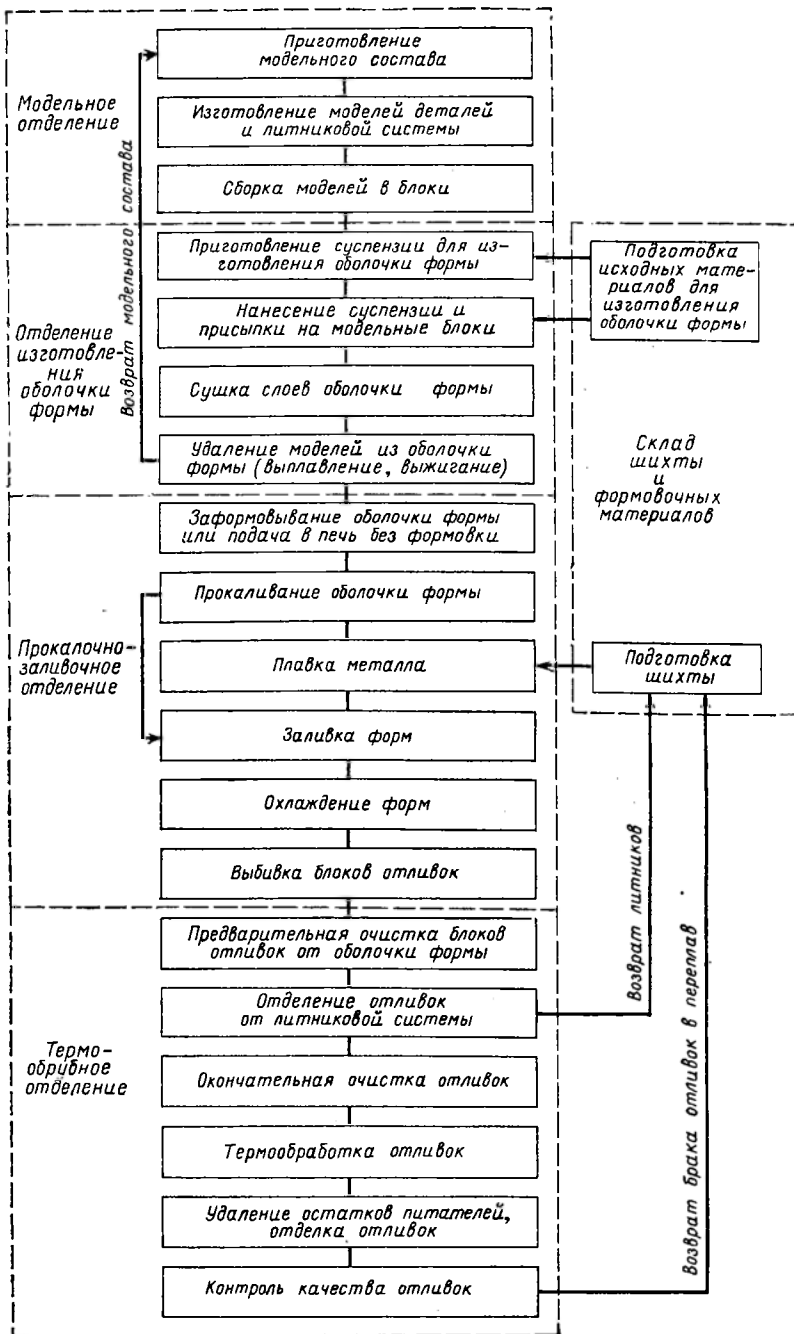 Приготовление
модельного состава
Модельное
отделение
Изготовление моделей деталей
и литниковой системы
Сборка моделей в блоки
Возврат модельного состава
Приготовление суспензии для из-
готовления оболочки формы
Подготовка
исходных мате-
риалов для
изготовления
оболочки формы
Нанесение суспензии и
присыпки на модельные блоки
Отделение
изготовле-
ния
оболочки
формы
Сушка слоев оболочки формы
Удаление моделей из оболочки
формы (выплавление, выжигание)
Склад
шихты
и
формовочных
материалов
Заформовывание оболочки формы
или подача в печь без формовки
Прокаливание оболочки формы
Прокалочно-
заливочное
отделение
Плавка металла
Подготовка
шихты
Заливка форм
Охлаждение форм
Выбивка блоков отливок
Возврат литников
Возврат брака отливок в переплав
Предварительная очистка блоков
отливок от оболочки формы
Отделение отливок
от литниковой системы
Термо-
обрубное
отделение
Окончательная очистка отливок
Термообработка отливок
Удаление остатков питателей,
отделка отливок
Контроль качества отливок